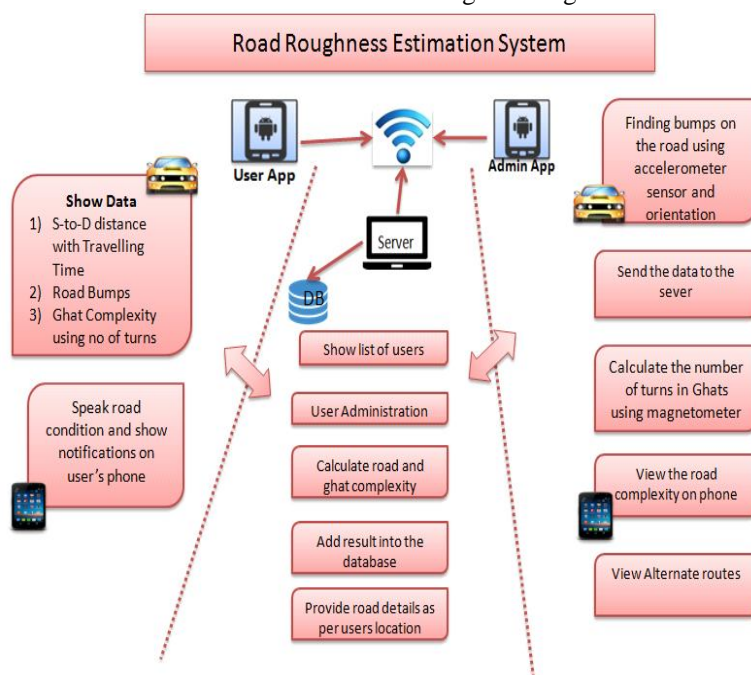 Road Roughness Estimation System
User App
Admin App
Server
DB
Show Data
1) S-to-D distance
with Travelling
Time
2) Road Bumps
3) Ghat Complexity
using no of turns
Speak road
condition and show
notifications on
user's phone
Show list of users
User Administration
Calculate road and
ghat complexity
Add result into the
database
Provide road details as
per users location
Finding bumps on
the road using
accelerometer
sensor and
orientation
Send the data to the
sever
Calculate the number
of turns in Ghats
using magnetometer
View the road
complexity on phone
View Alternate routes